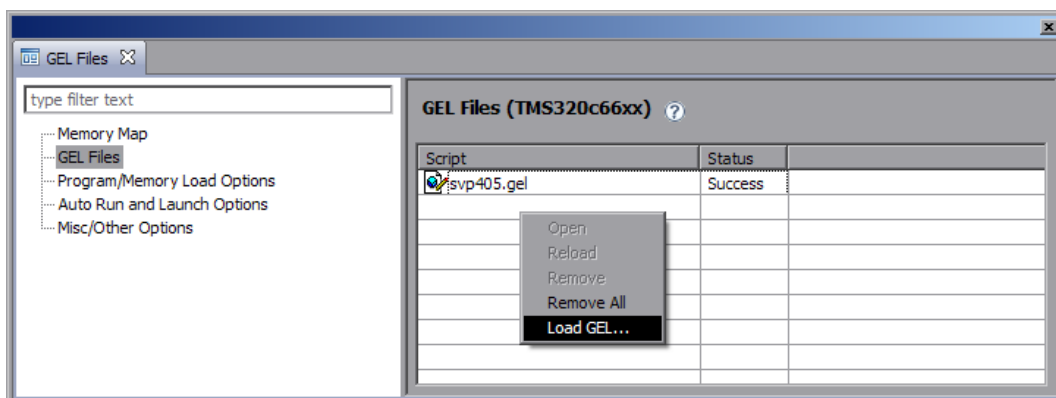 GEL Files
type filter text
Memory Map
GEL Files
Program/Memory Load Options
Auto Run and Launch Options
Misc/Other Options
GEL Files (TMS320c66xx)
Script Status
svp405.gel Success
Open
Reload
Remove
Remove All
Load GEL...